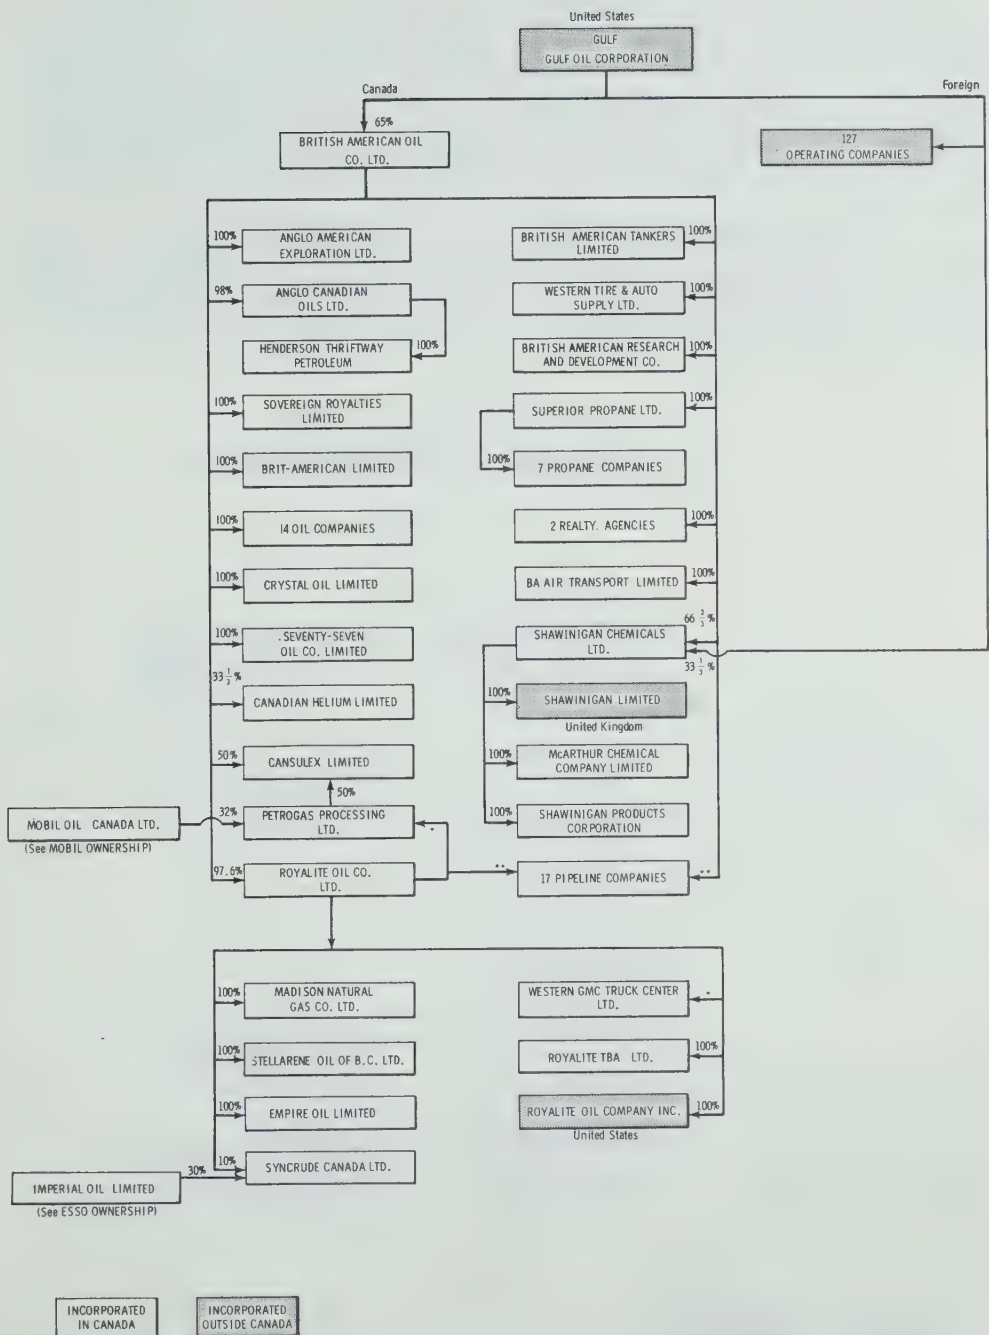 United States
GULF
GULF OIL CORPORATION
Canada
Foreign
65%
BRITISH AMERICAN OIL
CO. LTD.
127
OPERATING COMPANIES
100%
ANGLO AMERICAN
EXPLORATION LTD.
BRITISH AMERICAN TANKERS
LIMITED
100%
98%
ANGLO CANADIAN
OILS LTD.
WESTERN TIRE & AUTO
SUPPLY LTD.
100%
HENDERSON THRIFTWAY
PETROLEUM
100%
BRITISH AMERICAN RESEARCH
AND DEVELOPMENT CO.
100%
100%
SOVEREIGN ROYALTIES
LIMITED
SUPERIOR PROPANE LTD.
100%
100%
BRIT-AMERICAN LIMITED
100%
7 PROPANE COMPANIES
100%
14 OIL COMPANIES
2 REALTY. AGENCIES
100%
100%
CRYSTAL OIL LIMITED
BA AIR TRANSPORT LIMITED
100%
100%
.SEVENTY-SEVEN
OIL CO. LIMITED
SHAWINIGAN CHEMICALS
LTD.
66 2/3 %
33 1/3 %
33 1/3 %
CANADIAN HELIUM LIMITED
100%
SHAWINIGAN LIMITED
United Kingdom
50%
CANSULEX LIMITED
100%
McARTHUR CHEMICAL
COMPANY LIMITED
50%
MOBIL OIL CANADA LTD.
(See MOBIL OWNERSHIP)
32%
PETROGAS PROCESSING
LTD.
*
100%
SHAWINIGAN PRODUCTS
CORPORATION
97.6%
ROYALITE OIL CO.
LTD.
**
17 PIPELINE COMPANIES
**
100%
MADISON NATURAL
GAS CO. LTD.
WESTERN GMC TRUCK CENTER
LTD.
*
100%
STELLARENE OIL OF B.C. LTD.
ROYALITE TBA LTD.
100%
100%
EMPIRE OIL LIMITED
ROYALITE OIL COMPANY INC.
100%
United States
10%
SYNCRUDE CANADA LTD.
IMPERIAL OIL LIMITED
30%
(See ESSO OWNERSHIP)
INCORPORATED
IN CANADA
INCORPORATED
OUTSIDE CANADA